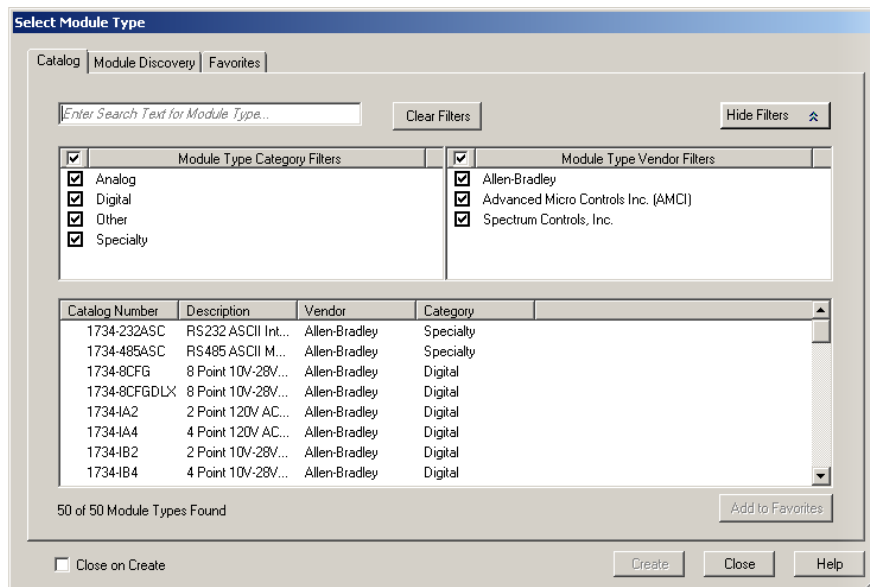 Select Module Type
Catalog Module Discovery Favorites
Enter Search Text for Module Type...
Clear Filters
Hide Filters
Module Type Category Filters
Module Type Vendor Filters
Analog
Allen-Bradley
Digital
Advanced Micro Controls Inc. (AMCI)
Other
Spectrum Controls, Inc.
Specialty
Catalog Number Description Vendor Category
1734-232ASC RS232 ASCII Int... Allen-Bradley Specialty
1734-485ASC RS485 ASCII M... Allen-Bradley Specialty
1734-8CFG 8 Point 10V-28V... Allen-Bradley Digital
1734-8CFGDLX 8 Point 10V-28V... Allen-Bradley Digital
1734-IA2 2 Point 120V AC... Allen-Bradley Digital
1734-IA4 4 Point 120V AC... Allen-Bradley Digital
1734-IB2 2 Point 10V-28V... Allen-Bradley Digital
1734-IB4 4 Point 10V-28V... Allen-Bradley Digital
50 of 50 Module Types Found
Add to Favorites
Close on Create
Create
Close
Help